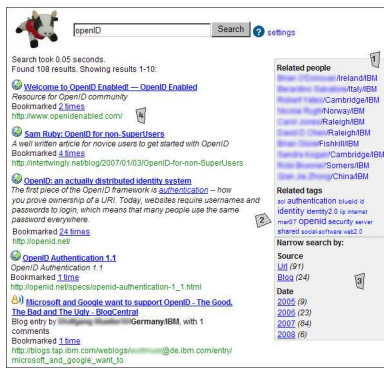 openID
Search
settings
Search took 0.05 seconds.
Found 108 results. Showing results 1-10:
Welcome to OpenID Enabled! — OpenID Enabled
Resource for OpenID community
Bookmarked 2 times
http://www.openidenabled.com/
Sam Ruby: OpenID for non-SuperUsers
A well written article for novice users to get started with OpenID
Bookmarked 4 times
http://intertwingly.net/blog/2007/01/03/OpenID-for-non-SuperUsers
OpenID: an actually distributed identity system
The first piece of the OpenID framework is authentication -- how
you prove ownership of a URI. Today, websites require usernames and
passwords to login, which means that many people use the same
password everywhere.
Bookmarked 24 times
http://openid.net/
OpenID Authentication 1.1
OpenID Authentication 1.1
Bookmarked 1 time
http://openid.net/specs/openid-authentication-1_1.html
Microsoft and Google want to support OpenID - The Good,
The Bad and The Ugly - BlogCentral
Blog entry by Germany/IBM, with 1
comments
Bookmarked 1 time
http://blogs.tap.ibm.com/weblogs/ @de.ibm.com/entry/
microsoft_and_google_want_to
4
1
Related people
/Ireland/IBM
Italy/IBM
/Cambridge/IBM
/Norway/IBM
/Raleigh/IBM
/Raleigh/IBM
/Fishkill/IBM
/Cambridge/IBM
/Somers/IBM
/China/IBM
Related tags
aol authentication blueid id
identity identity2.0 ip internet
mar07 openid security server
shared social-software web2.0
2
Narrow search by:
Source
Url (91)
Blog (24)
3
Date
2005 (9)
2006 (23)
2007 (84)
2008 (6)